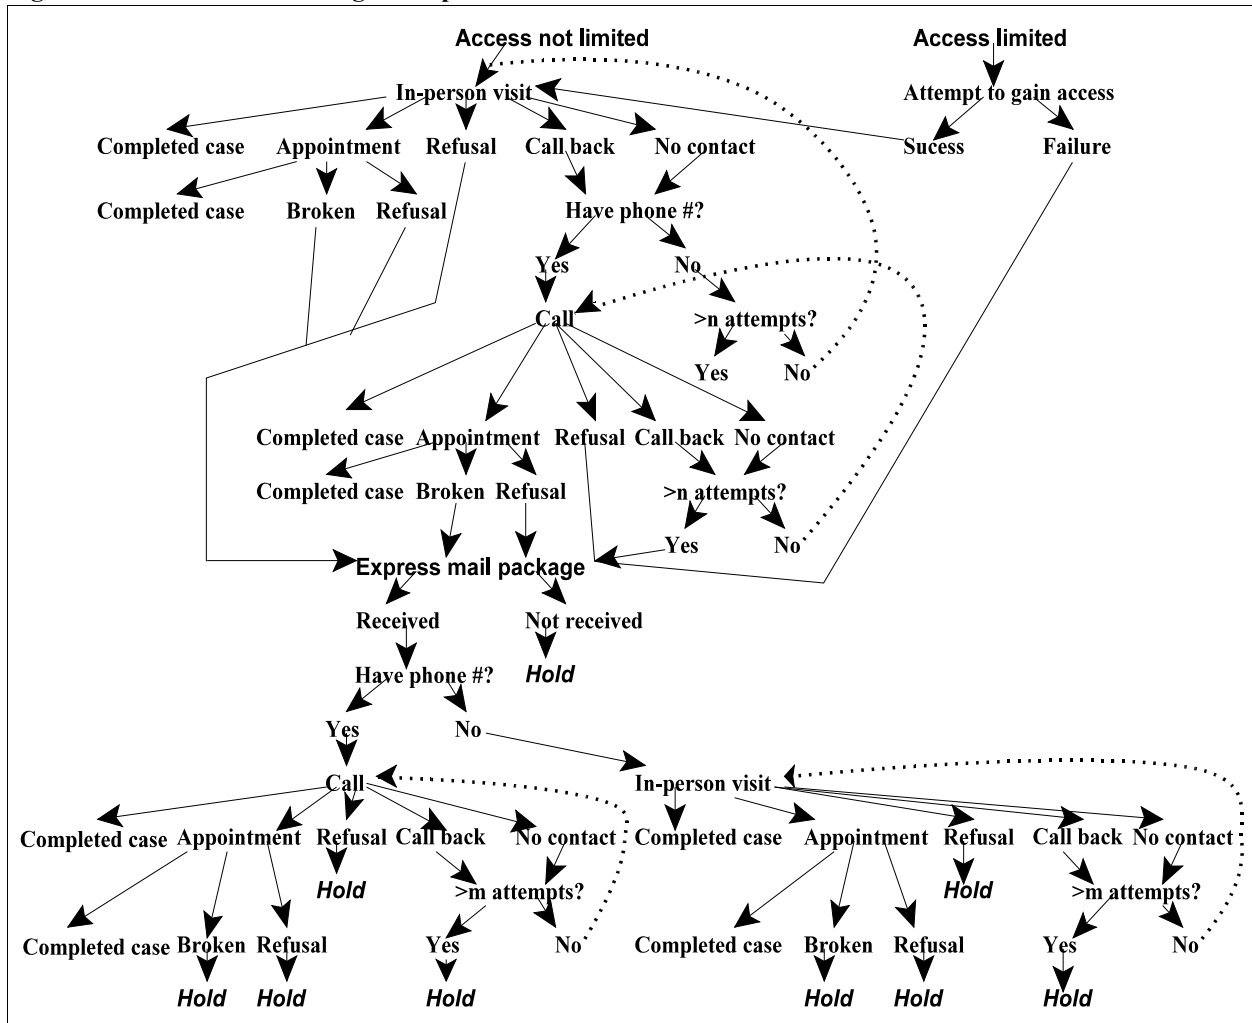 Access not limited Access limited
In-person visit Attempt to gain access
Completed case Appointment Refusal Call back No contact Sucess Failure
Completed case Broken Refusal Have phone #?
Yes No
Call >n attempts?
Yes No
Completed case Appointment Refusal Call back No contact
Completed case Broken Refusal >n attempts?
Yes No
Express mail package
Received Not received
Have phone #? Hold
Yes No
Call In-person visit
Completed case Appointment Refusal Call back No contact Completed case Appointment Refusal Call back No contact
Hold >m attempts? Hold >m attempts?
Completed case Broken Refusal Yes No Completed case Broken Refusal Yes No
Hold Hold Hold Hold Hold Hold